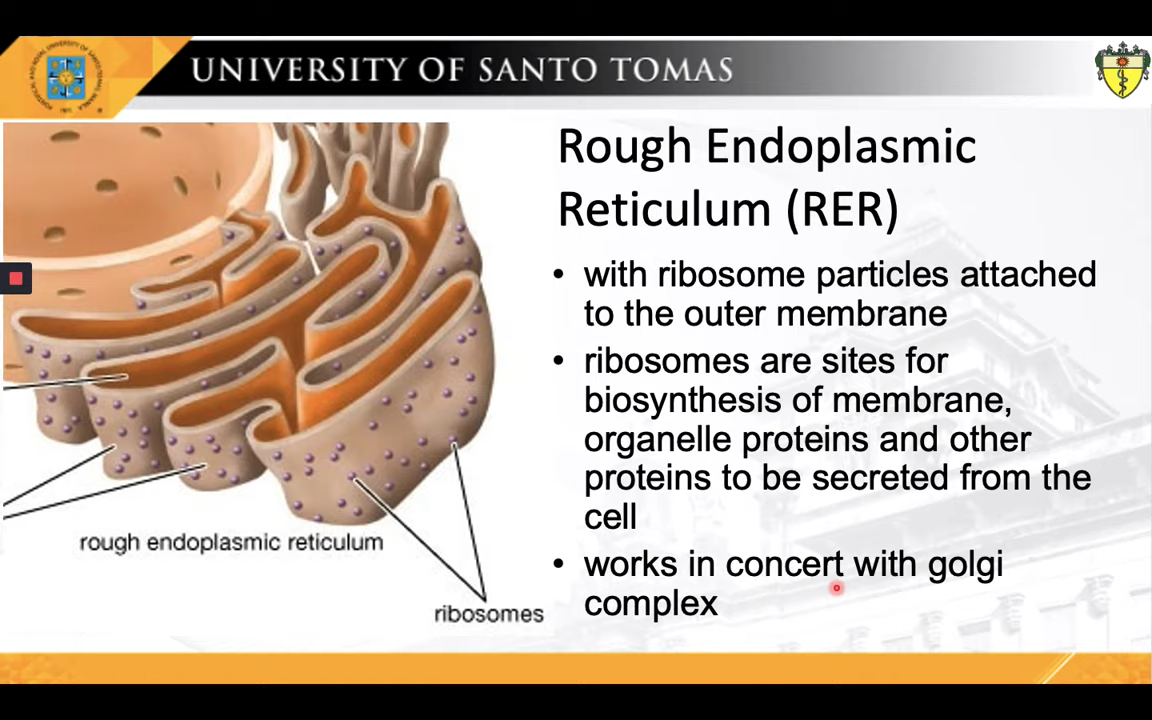 UNIVERSITY OF SANTO TOMAS
Rough Endoplasmic
Reticulum (RER)
• with ribosome particles attached
to the outer membrane
• ribosomes are sites for
biosynthesis of membrane,
organelle proteins and other
proteins to be secreted from the
cell
• works in concert with golgi
complex
rough endoplasmic reticulum
ribosomes